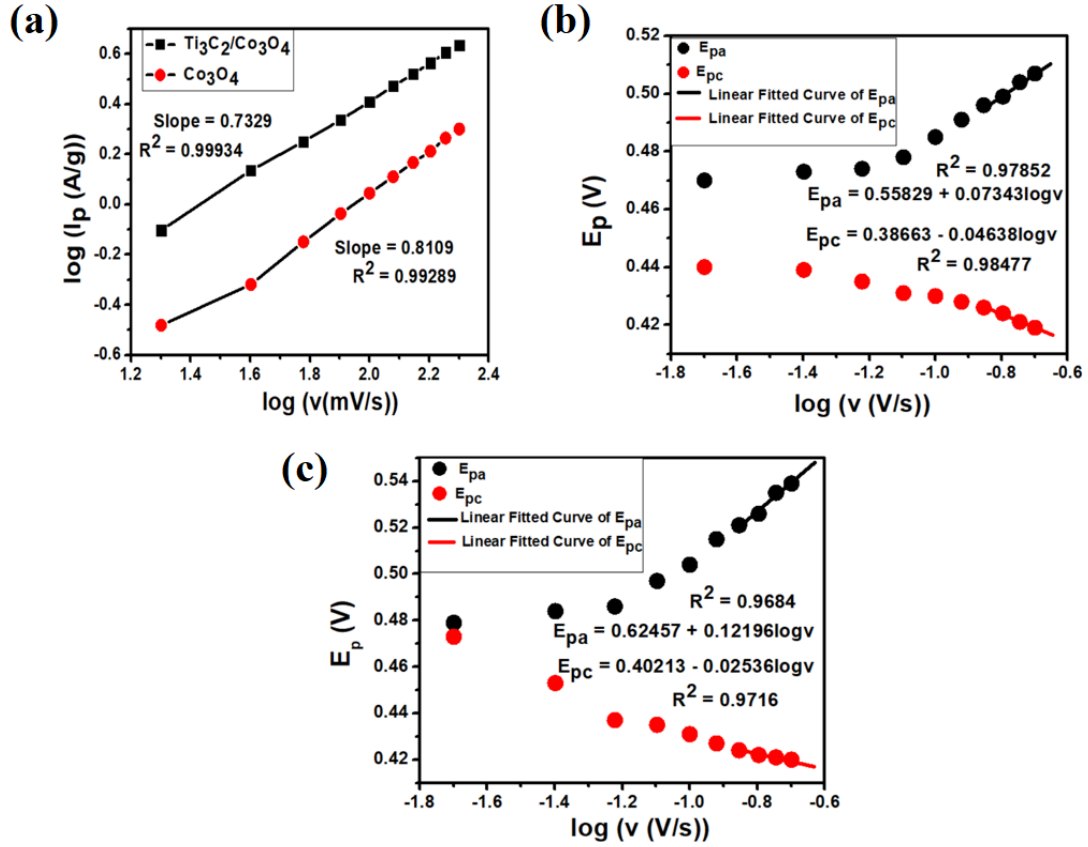 (a)
Ti3C2/Co3O4
Co3O4
Slope = 0.7329
R2 = 0.99934
Slope = 0.8109
R2 = 0.99289
0.6
0.4
0.2
0.0
-0.2
-0.4
-0.6
log (Ip (A/g))
1.2 1.4 1.6 1.8 2.0 2.2 2.4
log (v(mV/s))
(b)
Epa
Epc
Linear Fitted Curve of Epa
Linear Fitted Curve of Epc
R2 = 0.97852
Epa = 0.55829 + 0.07343logv
Epc = 0.38663 - 0.04638logv
R2 = 0.98477
0.52
0.50
0.48
0.46
0.44
0.42
Ep (V)
-1.8 -1.6 -1.4 -1.2 -1.0 -0.8 -0.6
log (v (V/s))
(c)
Epa
Epc
Linear Fitted Curve of Epa
Linear Fitted Curve of Epc
R2 = 0.9684
Epa = 0.62457 + 0.12196logv
Epc = 0.40213 - 0.02536logv
R2 = 0.9716
0.54
0.52
0.50
0.48
0.46
0.44
0.42
Ep (V)
-1.8 -1.6 -1.4 -1.2 -1.0 -0.8 -0.6
log (v (V/s))